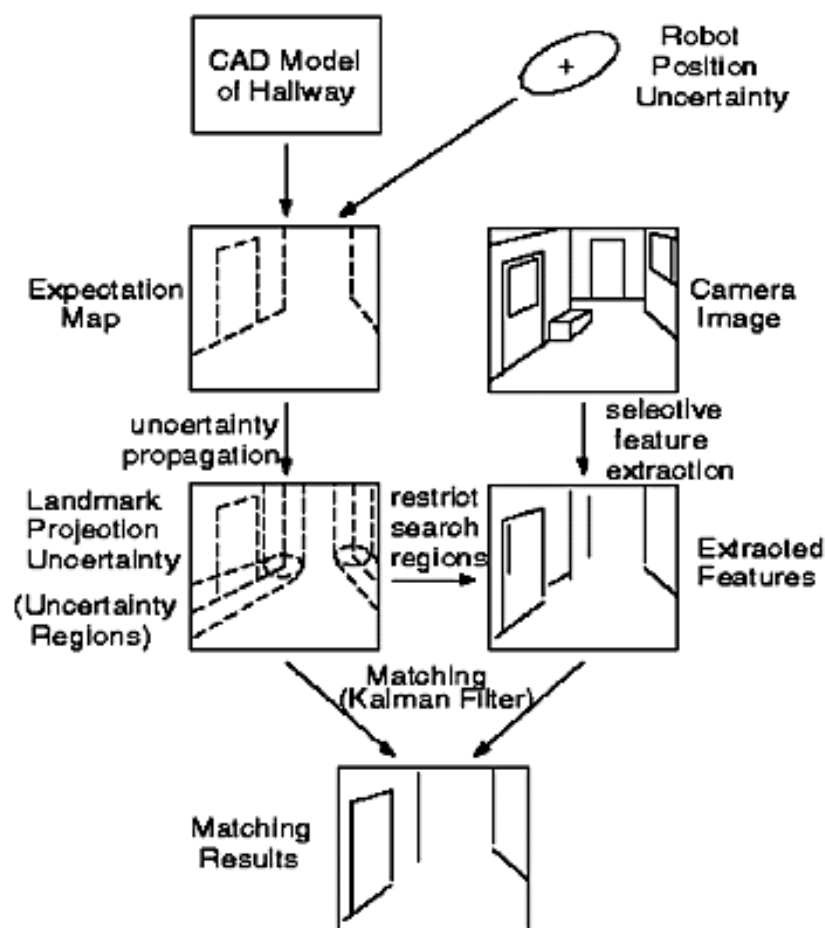 CAD Model
of Hallway
Robot
Position
Uncertainty
Expectation
Map
Camera
Image
uncertainty
propagation
selective
feature
extraction
Landmark
Projection
Uncertainty
(Uncertainty
Regions)
restrict
search
regions
Extracted
Features
Matching
(Kalman Filter)
Matching
Results